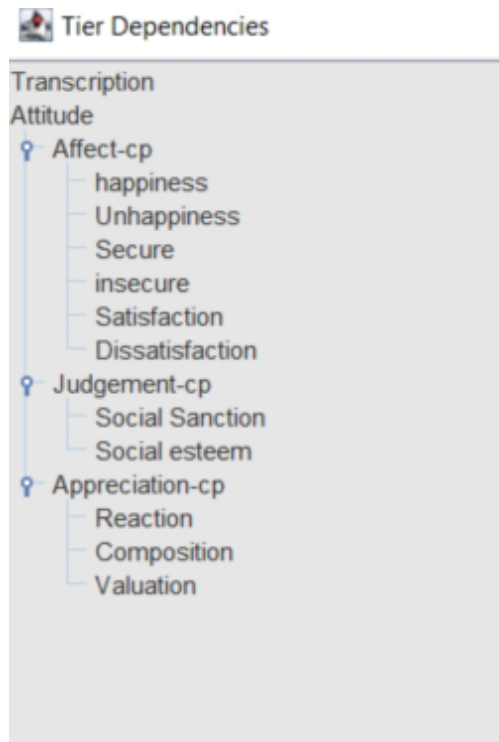 Tier Dependencies
Transcription
Attitude
Affect-cp
happiness
Unhappiness
Secure
insecure
Satisfaction
Dissatisfaction
Judgement-cp
Social Sanction
Social esteem
Appreciation-cp
Reaction
Composition
Valuation